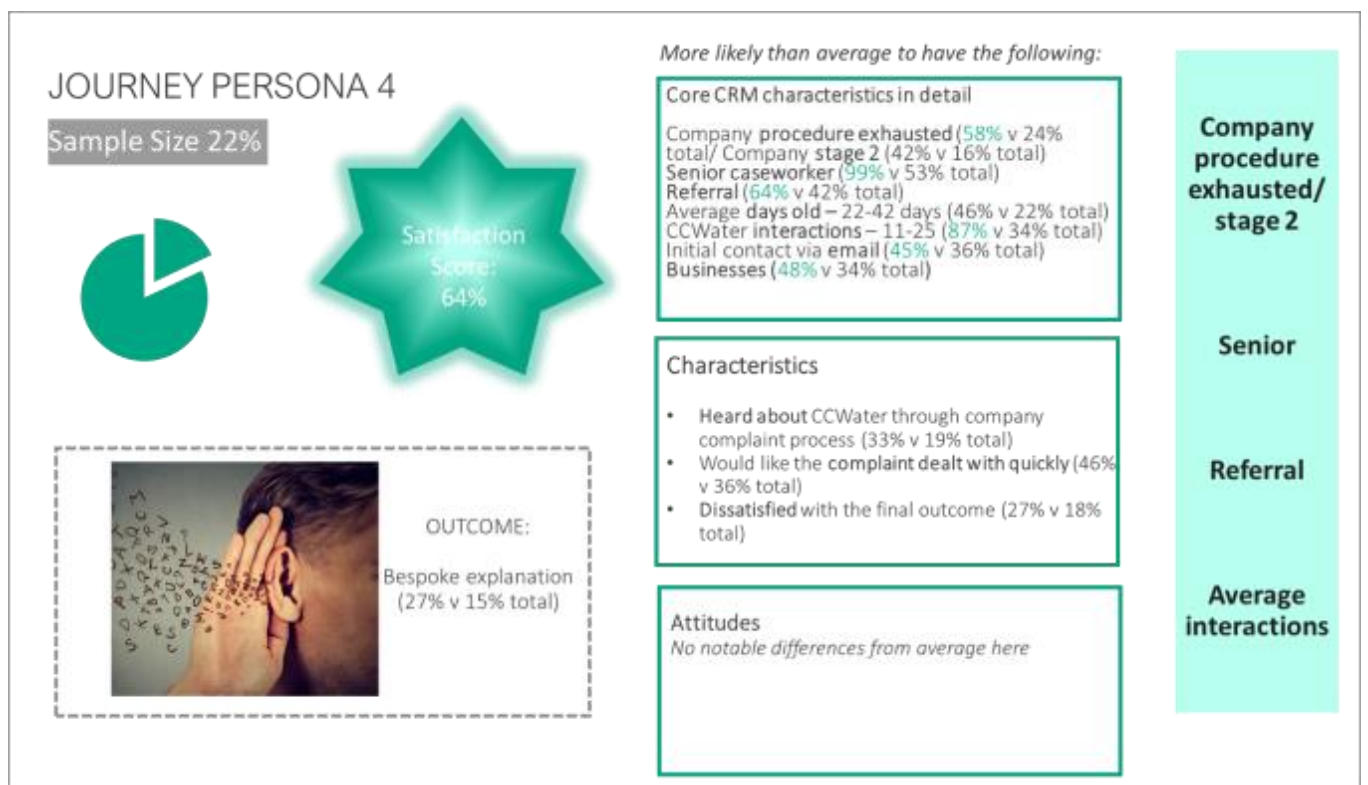 JOURNEY PERSONA 4
Sample Size 22%
Satisfaction
Score:
64%
OUTCOME:
Bespoke explanation
(27% v 15% total)
More likely than average to have the following:
Core CRM characteristics in detail
Company procedure exhausted (58% v 24%
total/ Company stage 2 (42% v 16% total)
Senior caseworker (99% v 53% total)
Referral (64% v 42% total)
Average days old – 22-42 days (46% v 22% total)
CCWater interactions – 11-25 (87% v 34% total)
Initial contact via email (45% v 36% total)
Businesses (48% v 34% total)
Characteristics
• Heard about CCWater through company
complaint process (33% v 19% total)
• Would like the complaint dealt with quickly (46%
v 36% total)
• Dissatisfied with the final outcome (27% v 18%
total)
Attitudes
No notable differences from average here
Company
procedure
exhausted/
stage 2
Senior
Referral
Average
interactions